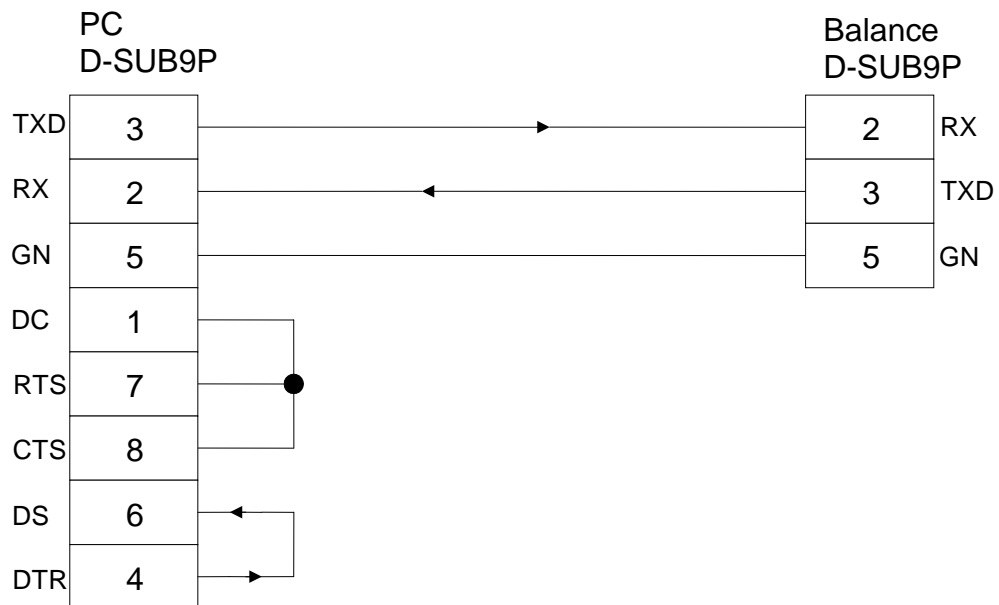 PC
D-SUB9P
Balance
D-SUB9P
TXD 3 2 RX
RX 2 3 TXD
GN 5 5 GN
DC 1
RTS 7
CTS 8
DS 6
DTR 4